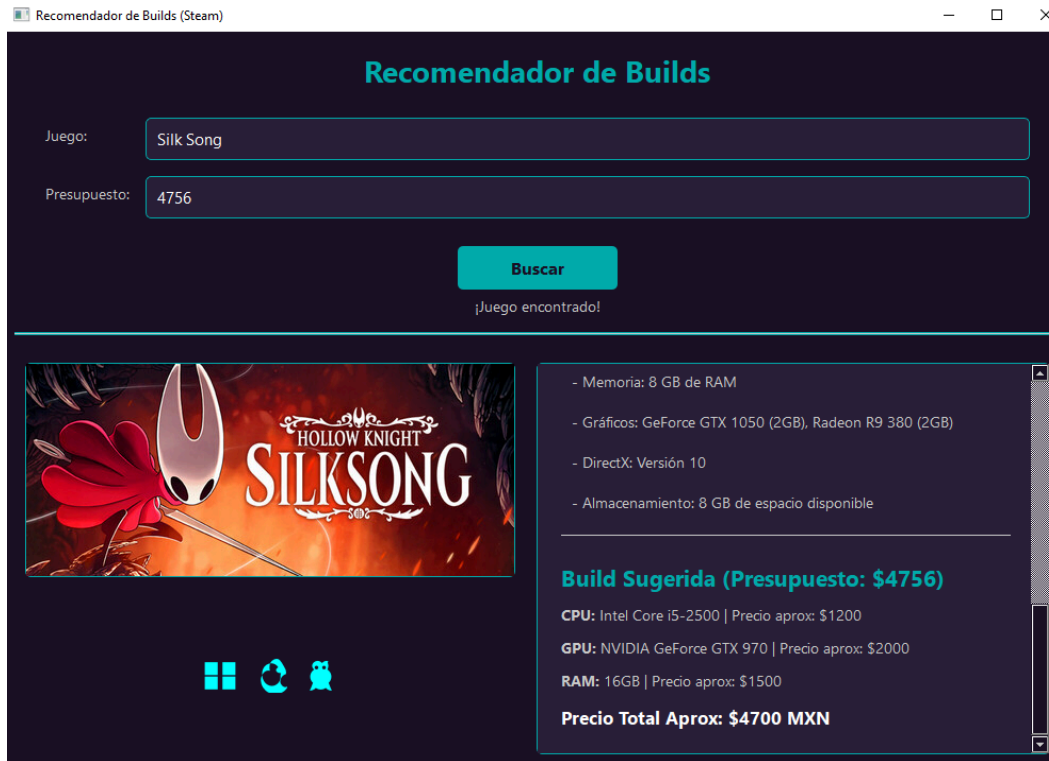 Recomendador de Builds (Steam)
Recomendador de Builds
Juego:
Silk Song
Presupuesto:
4756
Buscar
¡Juego encontrado!
HOLLOW KNIGHT
SILKSONG
- Memoria: 8 GB de RAM
- Gráficos: GeForce GTX 1050 (2GB), Radeon R9 380 (2GB)
- DirectX: Versión 10
- Almacenamiento: 8 GB de espacio disponible
Build Sugerida (Presupuesto: $4756)
CPU: Intel Core i5-2500 | Precio aprox: $1200
GPU: NVIDIA GeForce GTX 970 | Precio aprox: $2000
RAM: 16GB | Precio aprox: $1500
Precio Total Aprox: $4700 MXN